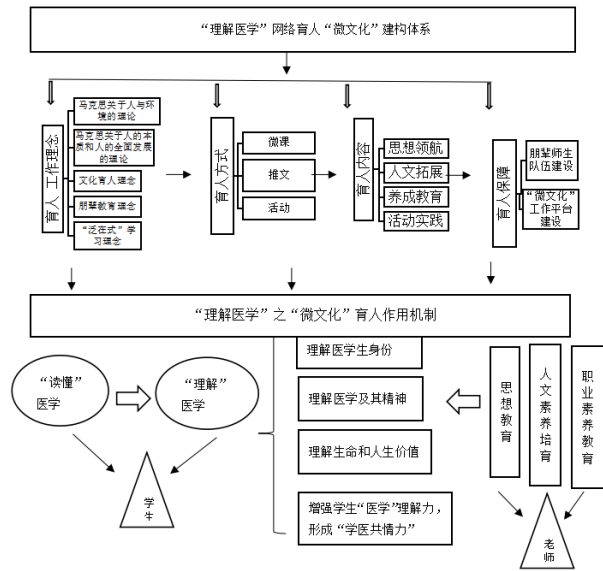 “理解医学”网络育人“微文化”建构体系
育人 工作理念
马克思关于人与环
境的理论
马克思关于人的本
质和人的全面发展
的理论
文化育人理念
朋辈教育理念
“泛在式”学
习理念
育人方式
微课
推文
活动
育人内容
思想领航
人文拓展
养成教育
活动实践
育人保障
朋辈师生
队伍建设
“微文化”
工作平台
建设
“理解医学”之“微文化”育人作用机制
“读懂”
医学
“理解”
医学
学生
理解医学生身份
理解医学及其精神
理解生命和人生价值
增强学生“医学”理解力，
形成“学医共情力”
思想教育
人文素养培育
职业素养教育
老师